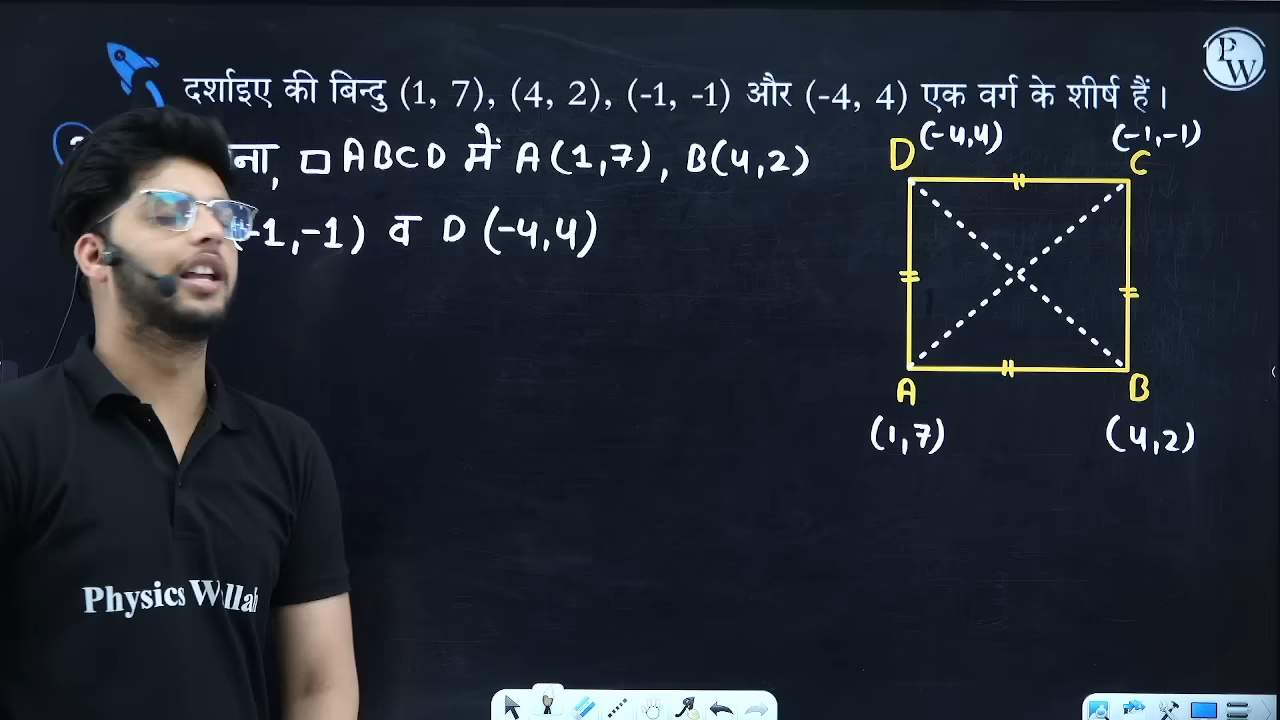 दर्शाइए की बिन्दु (1, 7), (4, 2), (-1, -1) और (-4, 4) एक वर्ग के शीर्ष हैं।
PW
ना, □ ABCD में A(1,7), B(4,2)
(-1,-1) व D (-4,4)
D (-4,4)
(-1,-1) C
A
B
(1,7)
(4,2)
Physics Wallah